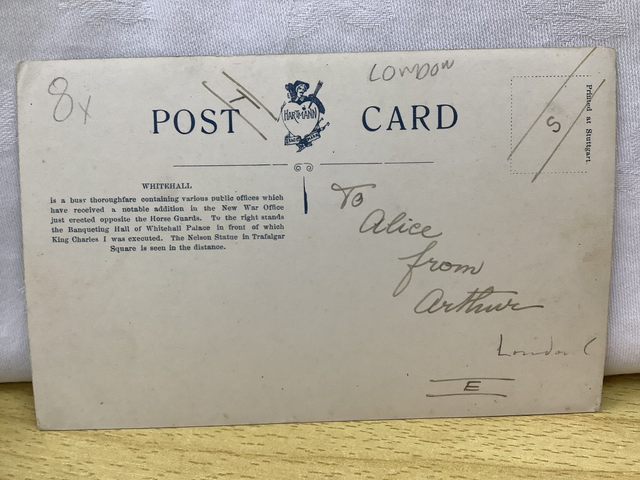 8x
T
LONDON
POST CARD
HARTMANN
S
Printed at Stuttgart.
WHITEHALL
is a busy thoroughfare containing various public offices which
have received a notable addition in the New War Office
just erected opposite the Horse Guards. To the right stands
the Banqueting Hall of Whitehall Palace in front of which
King Charles I was executed. The Nelson Statue in Trafalgar
Square is seen in the distance.
To
Alice
from
Arthur
London C
E